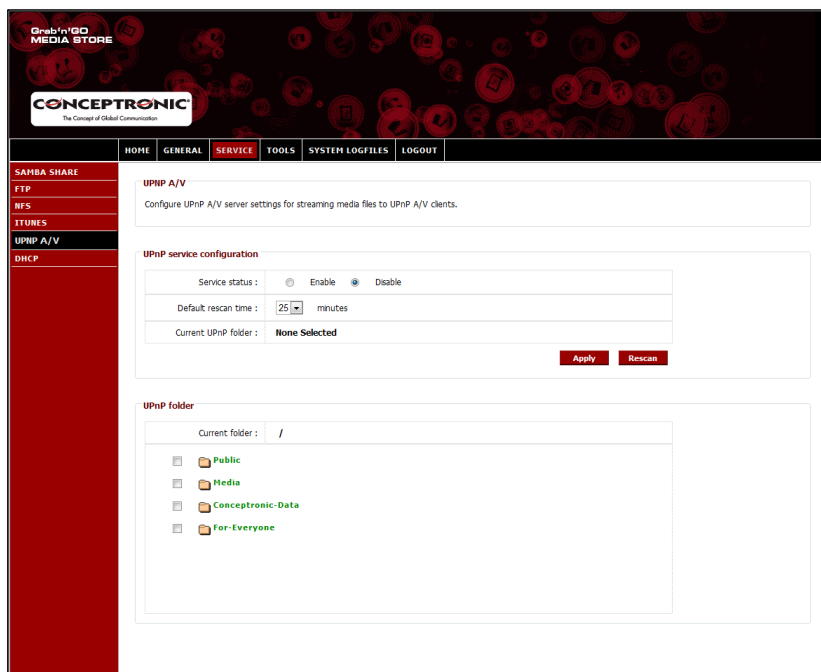 Grab'n'GO
MEDIA STORE
CONCEPTRONIC
The Concept of Global Communication
HOME GENERAL SERVICE TOOLS SYSTEM LOGFILES LOGOUT
SAMBA SHARE
FTP
NFS
ITUNES
UPNP A/V
DHCP
UPNP A/V
Configure UPnP A/V server settings for streaming media files to UPnP A/V clients.
UPnP service configuration
Service status : Enable Disable
Default rescan time : 25 minutes
Current UPnP folder : None Selected
Apply Rescan
UPnP folder
Current folder : /
Public
Media
Conceptronic-Data
For-Everyone